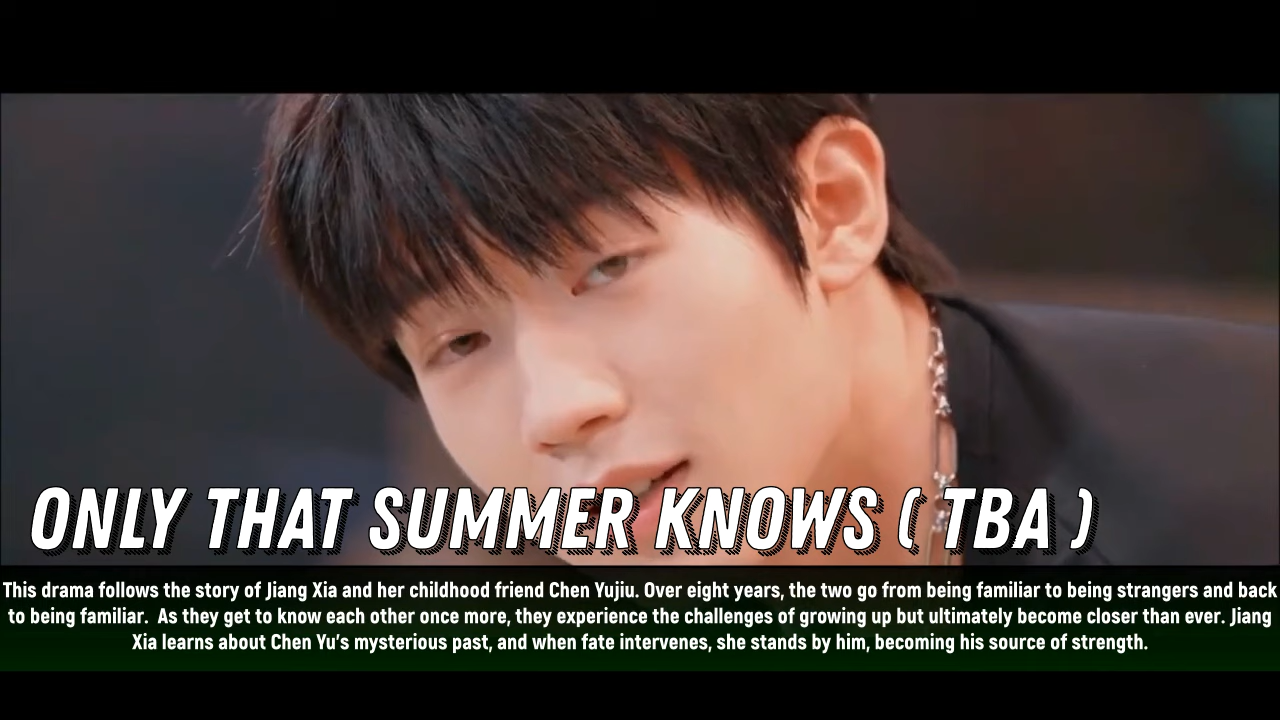 ONLY THAT SUMMER KNOWS ( TBA )
This drama follows the story of Jiang Xia and her childhood friend Chen Yujiu. Over eight years, the two go from being familiar to being strangers and back
to being familiar.  As they get to know each other once more, they experience the challenges of growing up but ultimately become closer than ever. Jiang
Xia learns about Chen Yu's mysterious past, and when fate intervenes, she stands by him, becoming his source of strength.